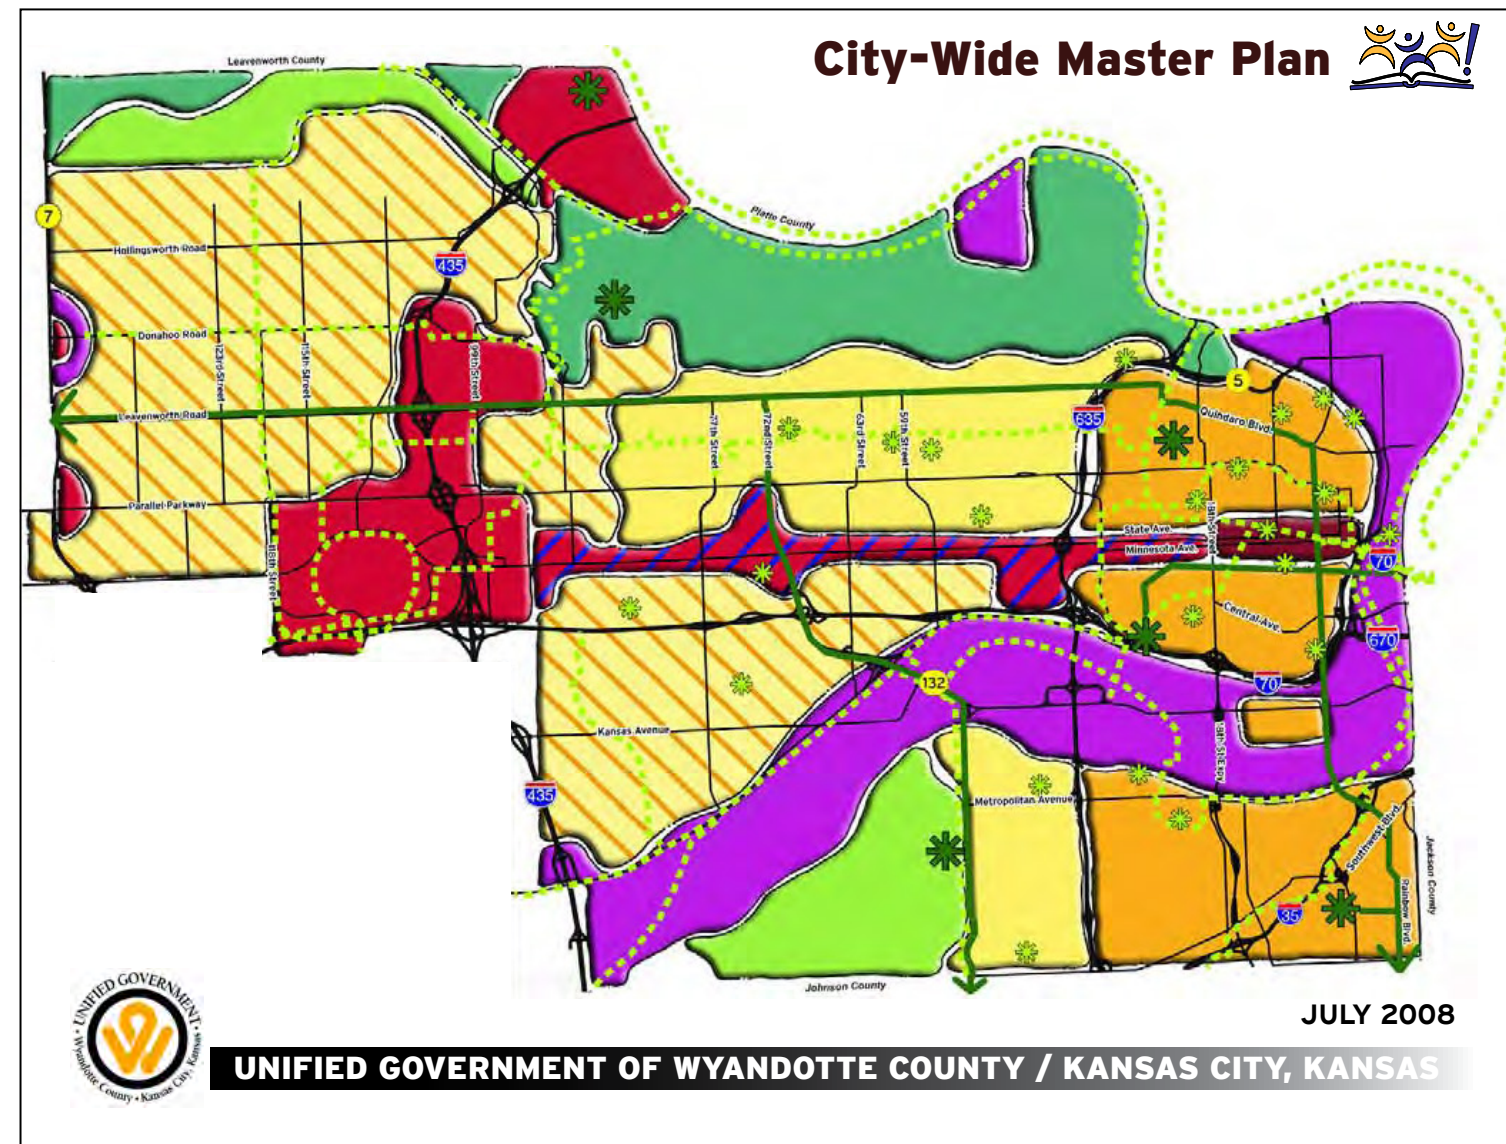 City-Wide Master Plan
Leavenworth County
Platte County
7
Hollingsworth Road
435
Donahoo Road
123rd Street
115th Street
99th Street
Leavenworth Road
5
Quindaro Blvd.
635
77th Street
72nd Street
63rd Street
59th Street
Parallel Parkway
118th Street
State Ave.
Minnesota Ave.
18th Street
70
Central Ave.
670
132
70
Kansas Avenue
18th St Expy
435
Metropolitan Avenue
Southwest Blvd.
Jackson County
Rainbow Blvd.
35
Johnson County
JULY 2008
UNIFIED GOVERNMENT
Wyandotte County • Kansas City, Kansas
UNIFIED GOVERNMENT OF WYANDOTTE COUNTY / KANSAS CITY, KANSAS